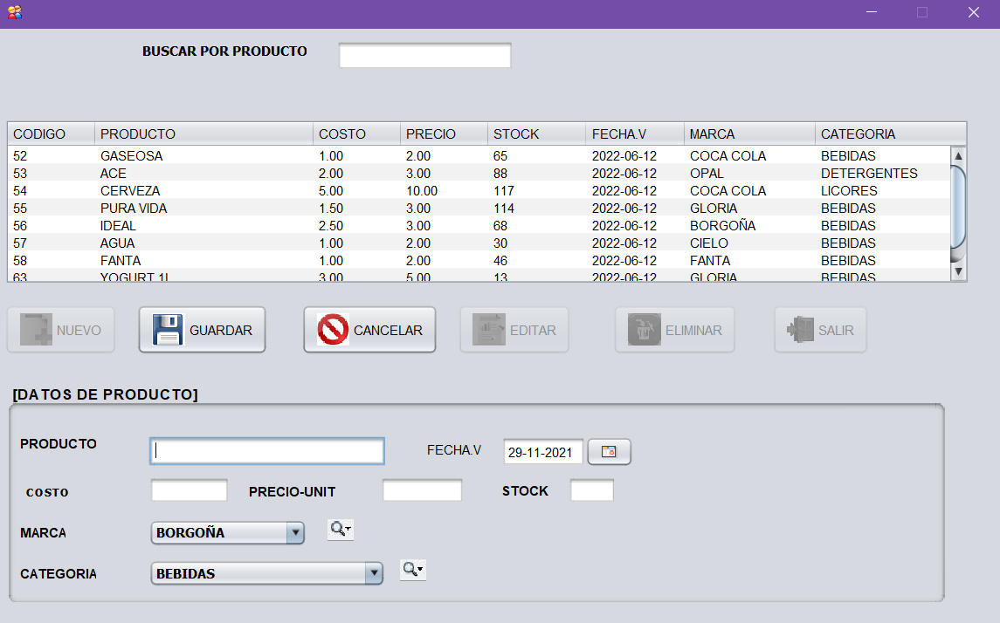 BUSCAR POR PRODUCTO
CODIGO PRODUCTO COSTO PRECIO STOCK FECHA.V MARCA CATEGORIA
52 GASEOSA 1.00 2.00 65 2022-06-12 COCA COLA BEBIDAS
53 ACE 2.00 3.00 88 2022-06-12 OPAL DETERGENTES
54 CERVEZA 5.00 10.00 117 2022-06-12 COCA COLA LICORES
55 PURA VIDA 1.50 3.00 114 2022-06-12 GLORIA BEBIDAS
56 IDEAL 2.50 3.00 68 2022-06-12 BORGOÑA BEBIDAS
57 AGUA 1.00 2.00 30 2022-06-12 CIELO BEBIDAS
58 FANTA 1.00 2.00 46 2022-06-12 FANTA BEBIDAS
63 YOGURT 1L 3.00 5.00 13 2022-06-12 GLORIA BEBIDAS
NUEVO GUARDAR CANCELAR EDITAR ELIMINAR SALIR
[DATOS DE PRODUCTO]
PRODUCTO FECHA.V 29-11-2021
COSTO PRECIO-UNIT STOCK
MARCA BORGOÑA
CATEGORIA BEBIDAS